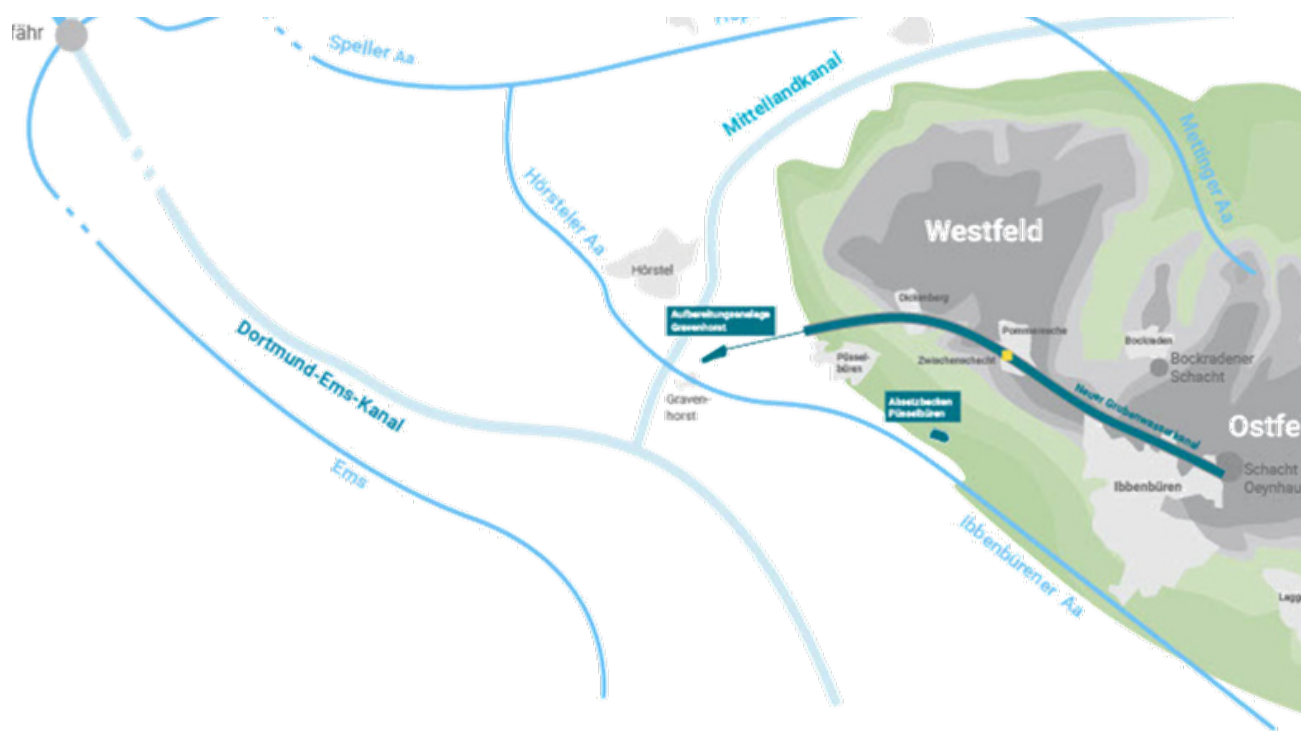 fähr
Speller Aa
Mittellandkanal
Mettinger Aa
Hörsteler Aa
Westfeld
Hörstel
Dickenberg
Aufbereitungsanalage
Gravenhorst
Pommeresche
Püssel-
büren
Zwischenschacht
Bockraden
Bockradener
Schacht
Dortmund-Ems-Kanal
Graven-
horst
Absetzbecken
Püsselbüren
Neuer Grubenwasserkanal
Ostfe
Ems
Ibbenbüren
Schacht
Oeynhau
Ibbenbürener Aa
Lagg